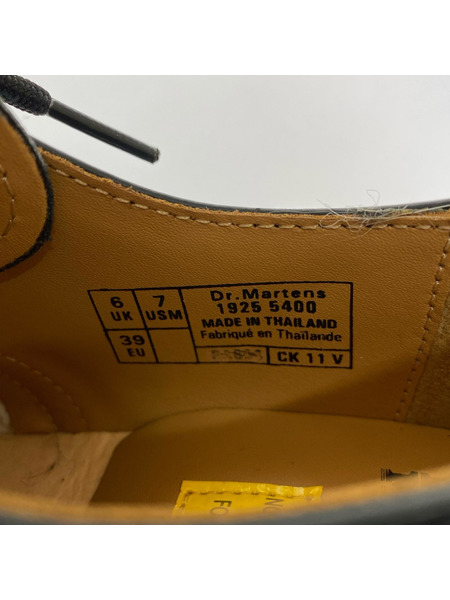 6 UK
7 USM
39 EU
Dr.Martens
1925 5400
MADE IN THAILAND
Fabriqué en Thaïlande
CK 11 V